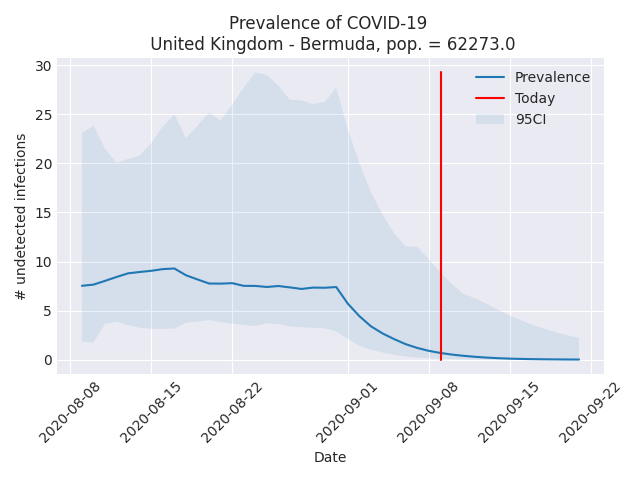 Prevalence of COVID-19
United Kingdom - Bermuda, pop. = 62273.0
# undetected infections
30
25
20
15
10
5
0
Prevalence
Today
95CI
2020-08-08
2020-08-15
2020-08-22
2020-09-01
2020-09-08
2020-09-15
2020-09-22
Date